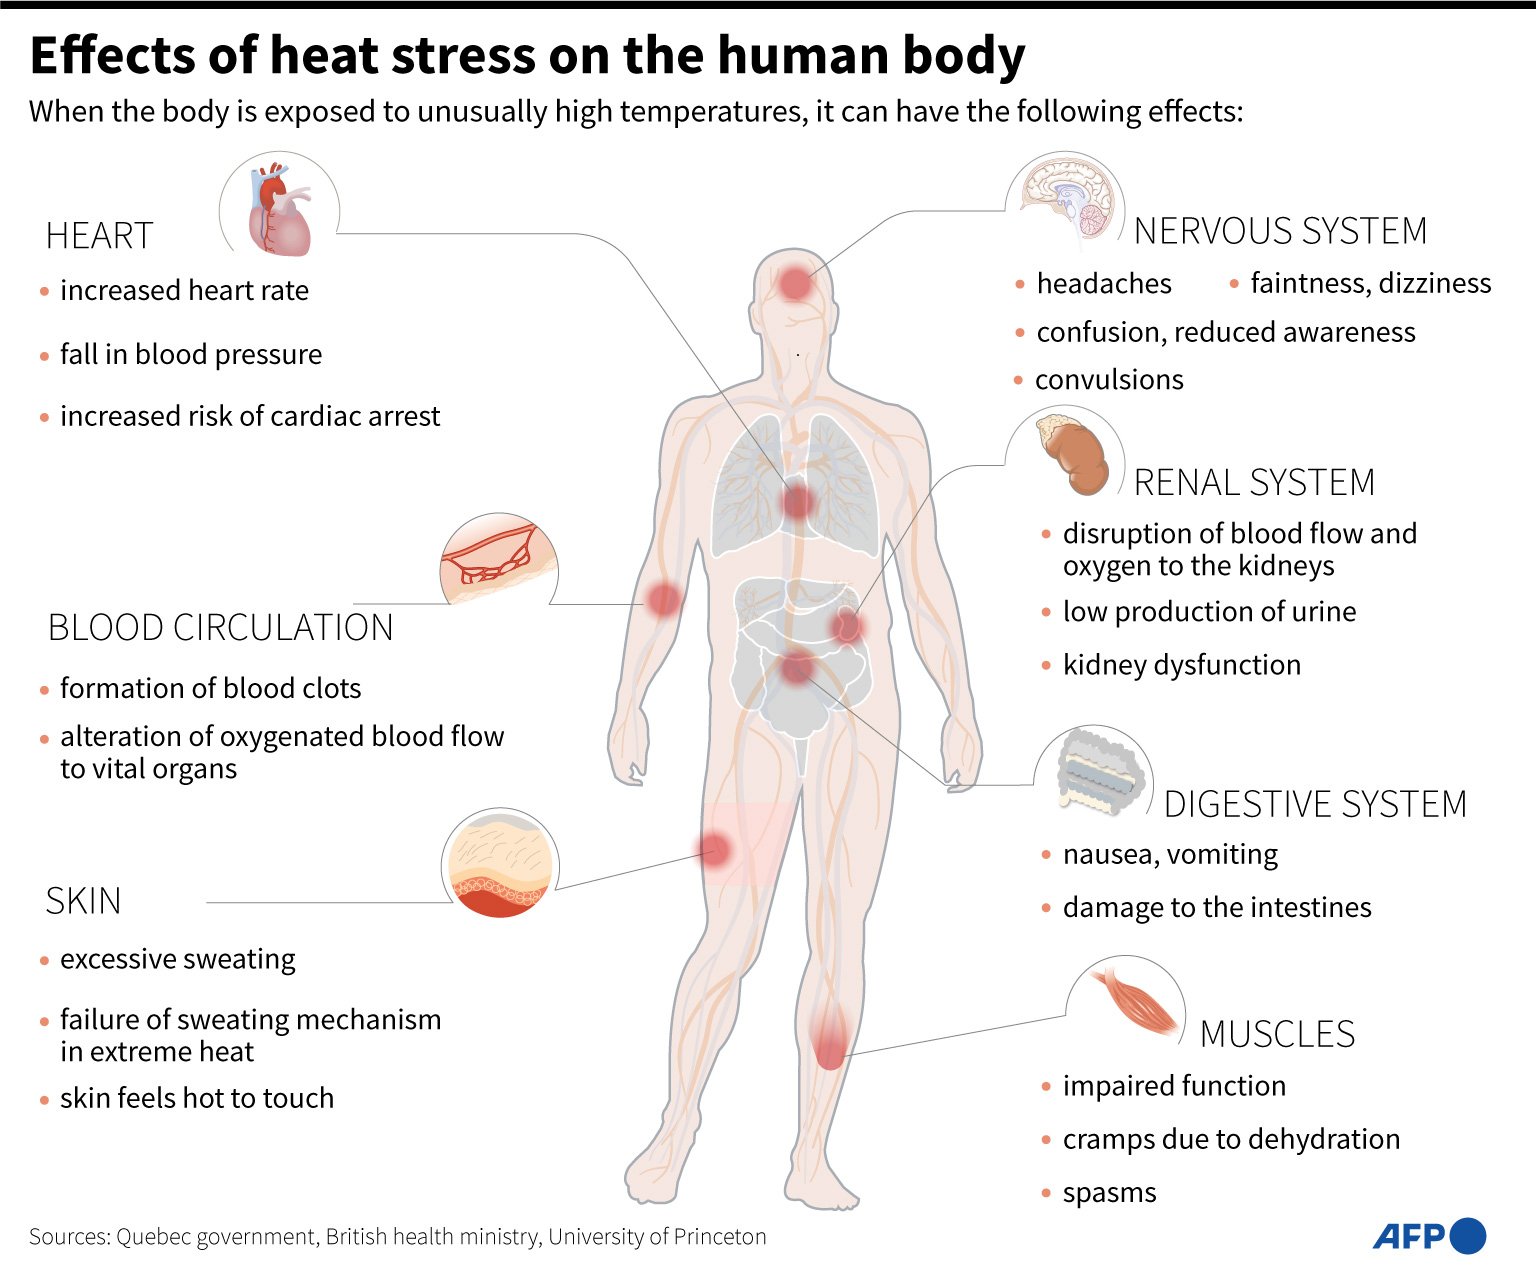 Effects of heat stress on the human body
When the body is exposed to unusually high temperatures, it can have the following effects:
HEART
• increased heart rate
• fall in blood pressure
• increased risk of cardiac arrest
BLOOD CIRCULATION
• formation of blood clots
• alteration of oxygenated blood flow
to vital organs
SKIN
• excessive sweating
• failure of sweating mechanism
in extreme heat
• skin feels hot to touch
NERVOUS SYSTEM
• headaches • faintness, dizziness
• confusion, reduced awareness
• convulsions
RENAL SYSTEM
• disruption of blood flow and
oxygen to the kidneys
• low production of urine
• kidney dysfunction
DIGESTIVE SYSTEM
• nausea, vomiting
• damage to the intestines
MUSCLES
• impaired function
• cramps due to dehydration
• spasms
Sources: Quebec government, British health ministry, University of Princeton
AFP